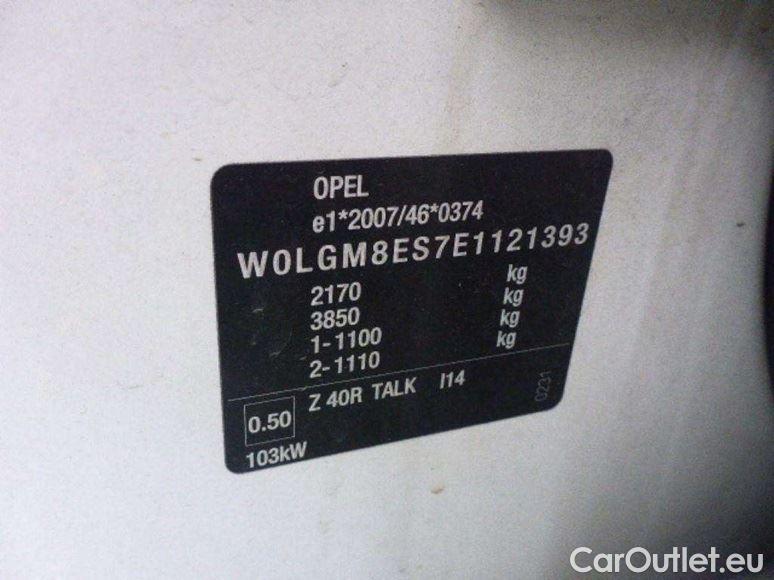 OPEL
e1*2007/46*0374
W0LGM8ES7E1121393
2170 kg
3850 kg
1-1100 kg
2-1110 kg
0.50 Z 40R TALK I14 0231
103kW
CarOutlet.eu